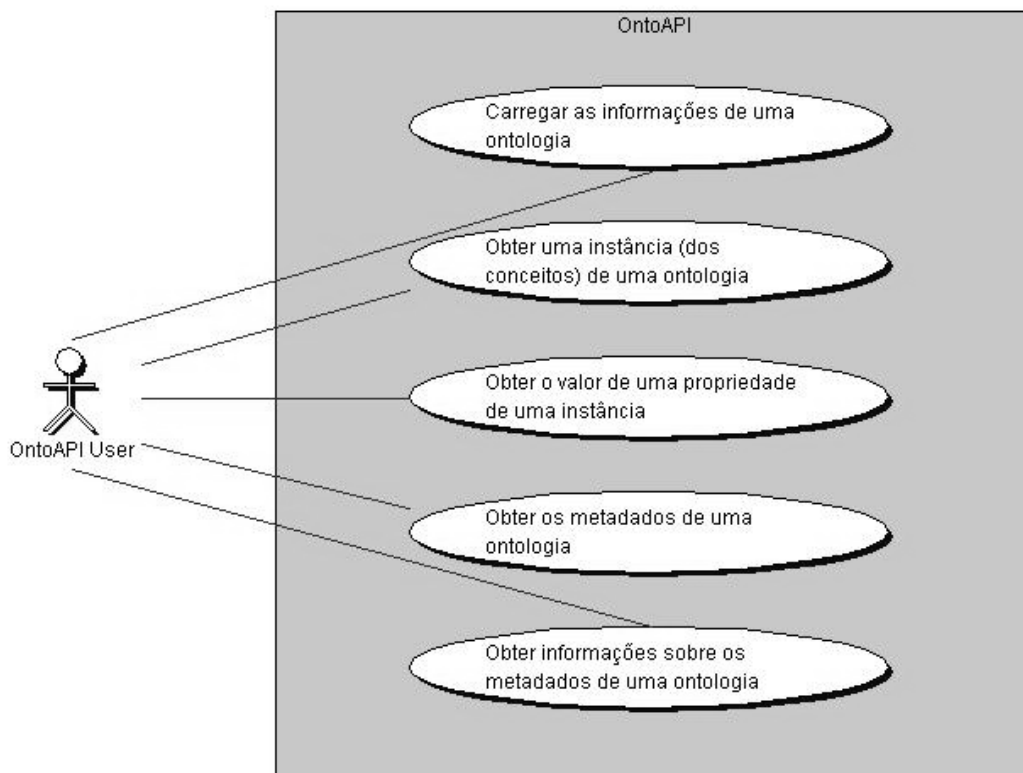 OntoAPI
Carregar as informações de uma
ontologia
Obter uma instância (dos
conceitos) de uma ontologia
Obter o valor de uma propriedade
de uma instância
OntoAPI User
Obter os metadados de uma
ontologia
Obter informações sobre os
metadados de uma ontologia